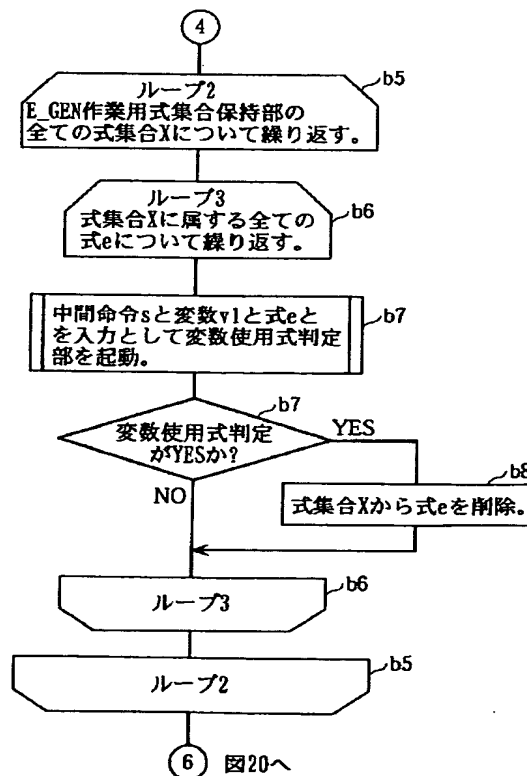 4
ループ2
b5
E_GEN作業用式集合保持部の
全ての式集合Xについて繰り返す。
ループ3
b6
式集合Xに属する全ての
式eについて繰り返す。
中間命令sと変数v1と式eと
を入力として変数使用式判定
部を起動。
b7
b7
変数使用式判定
がYESか?
YES
NO
b8
式集合Xから式eを削除。
b6
ループ3
b5
ループ2
6 図20へ